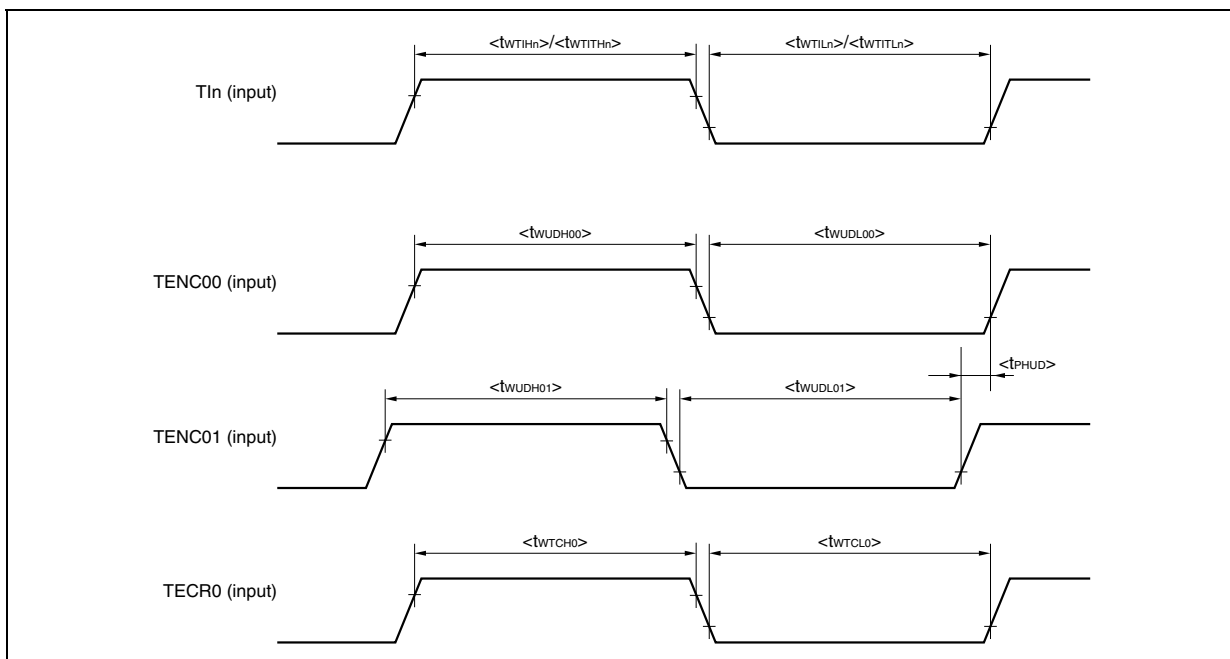 <tWTIHn>/<tWTITHn> <tWTILn>/<tWTITLn>
TIn (input)
<tWUDH00> <tWUDL00>
TENC00 (input)
<tPHUD>
<tWUDH01> <tWUDL01>
TENC01 (input)
<tWTCH0> <tWTCL0>
TECR0 (input)